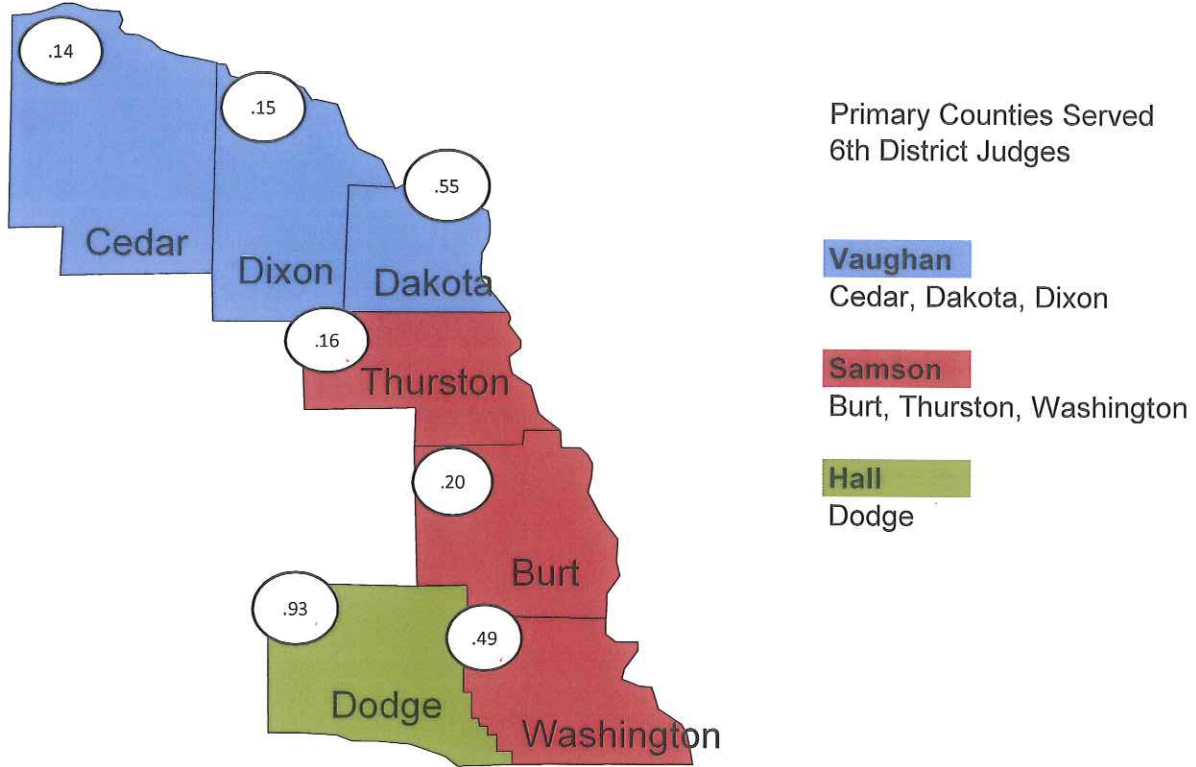 .14
.15
.55
Cedar
Dixon
Dakota
.16
Thurston
.20
Burt
.93
.49
Dodge
Washington
Primary Counties Served
6th District Judges
Vaughan
Cedar, Dakota, Dixon
Samson
Burt, Thurston, Washington
Hall
Dodge